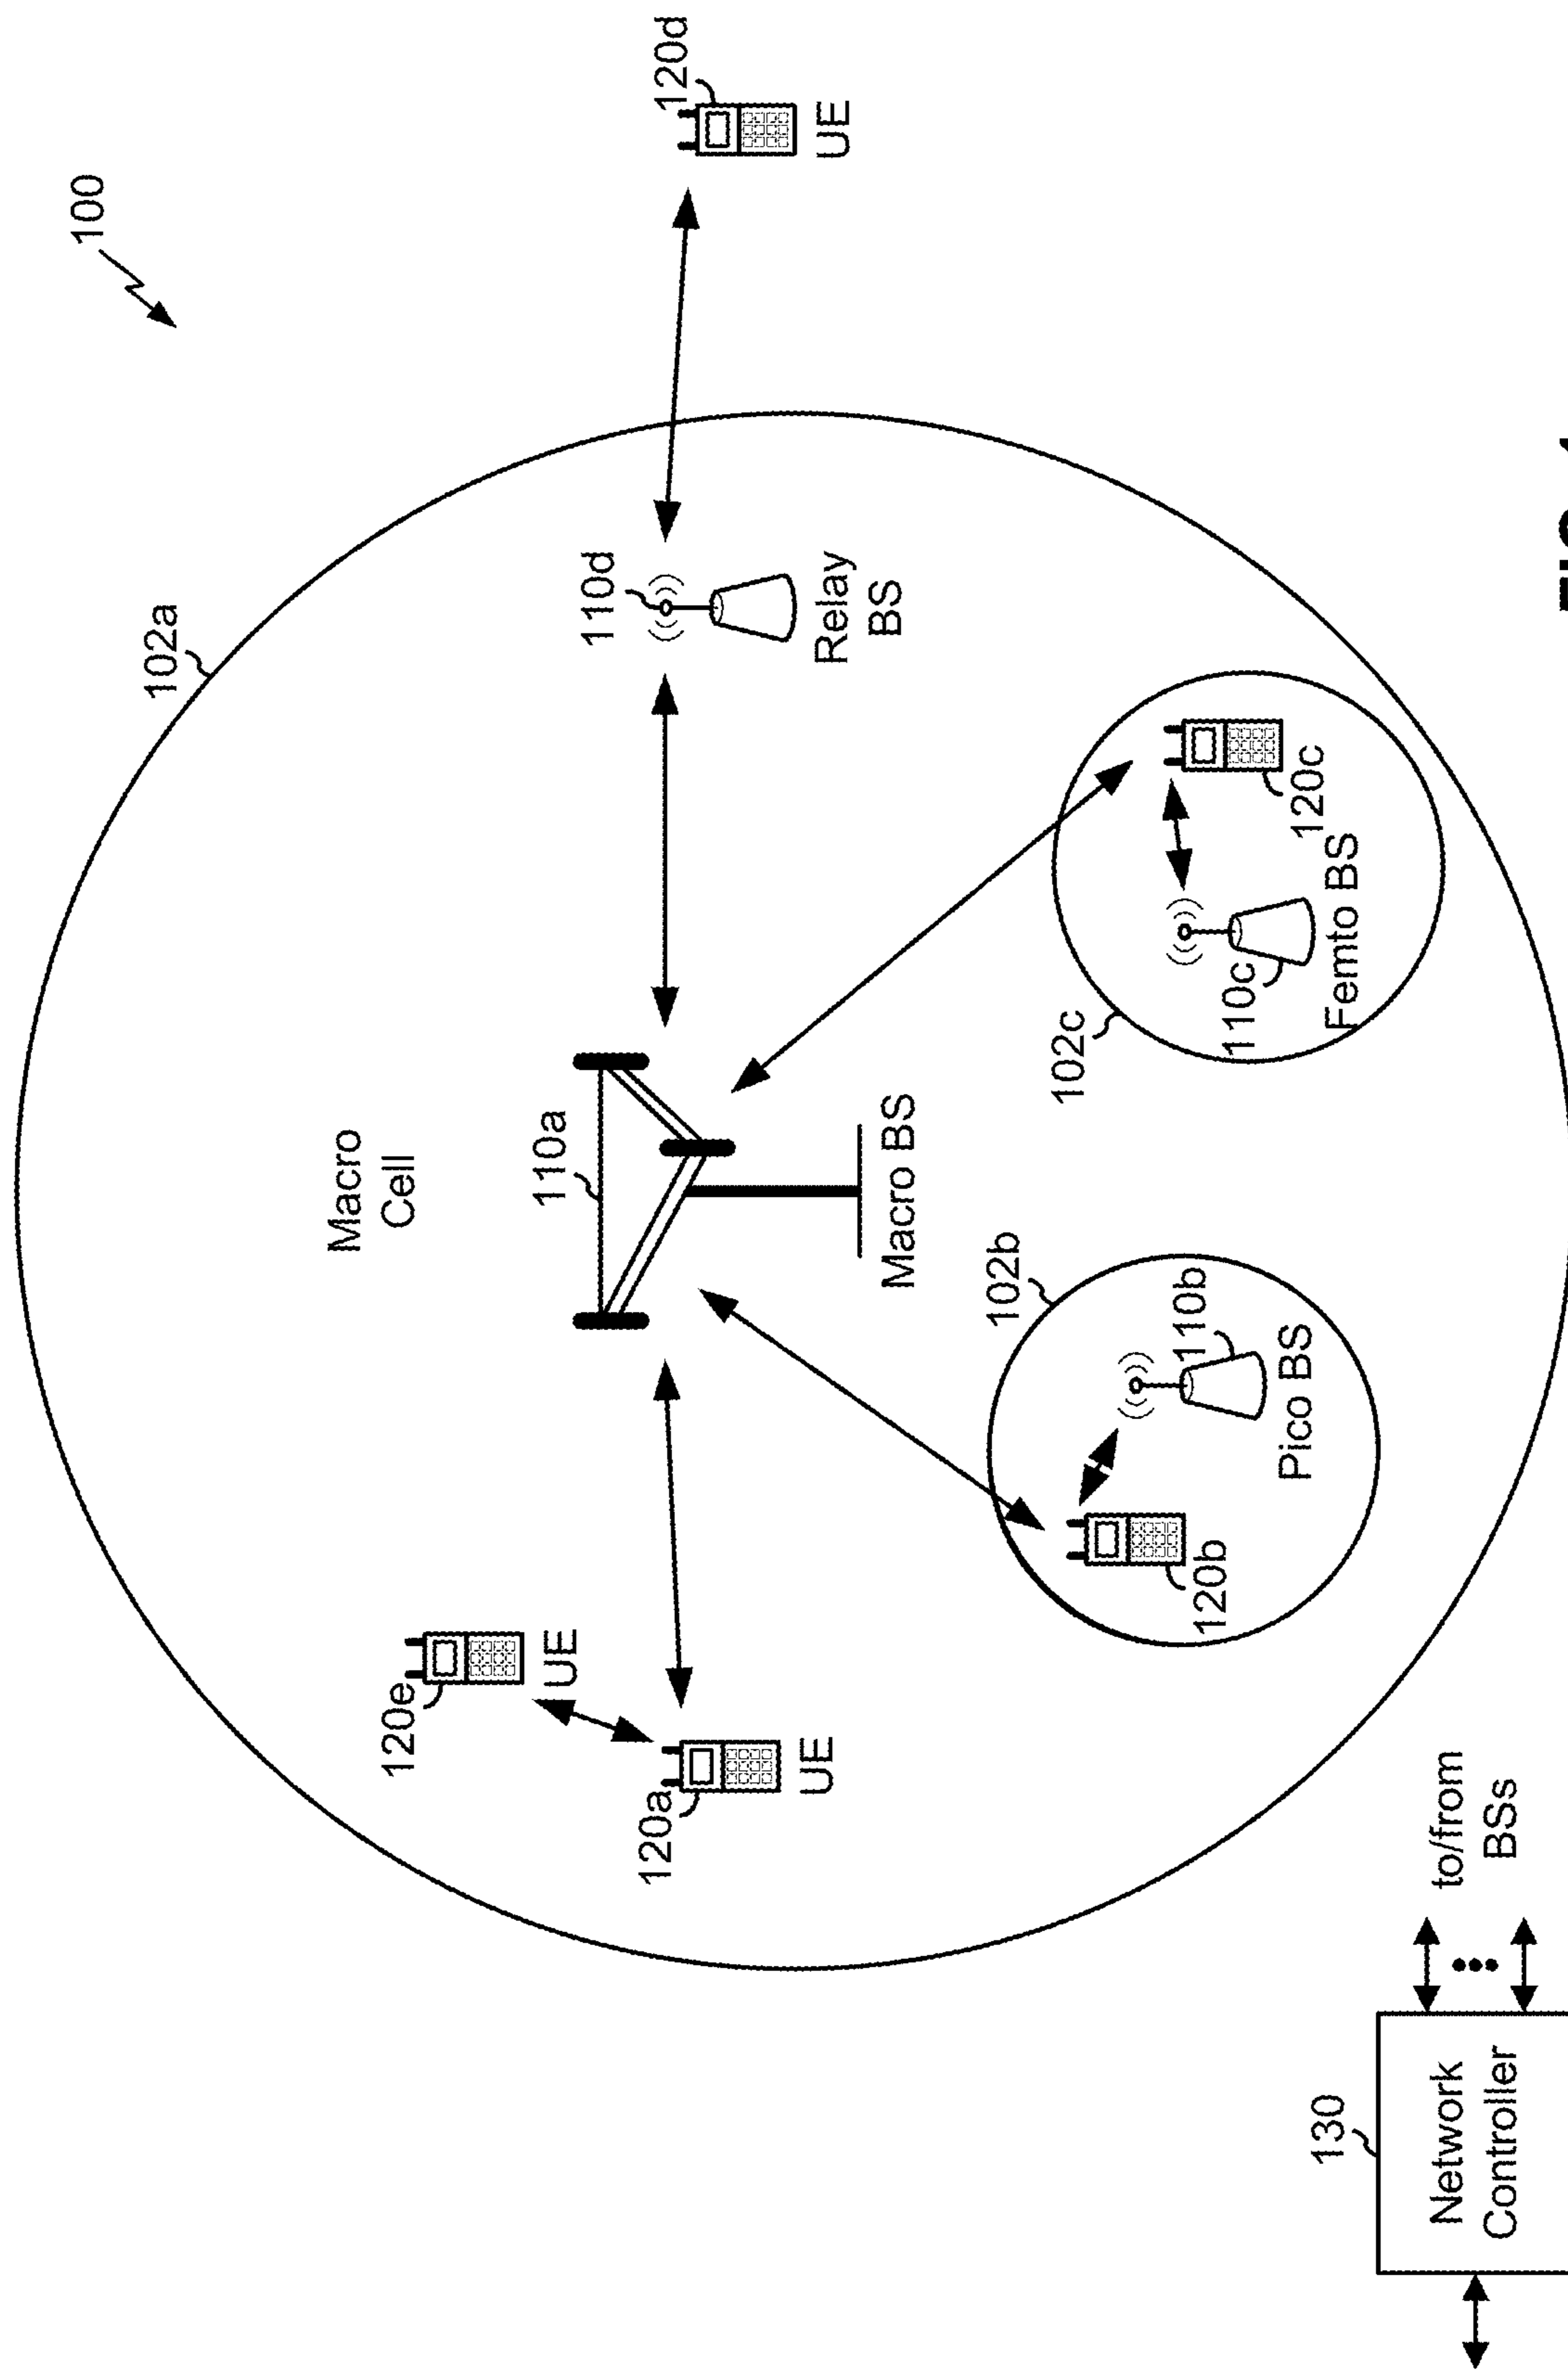 100
102a
Macro
Cell
120e
UE
110a
110d
120d
120a
UE
Macro BS
Relay
BS
UE
102b
102c
120b
110b
Pico BS
110c
120c
Femto BS
130
Network
Controller
to/from
BSs